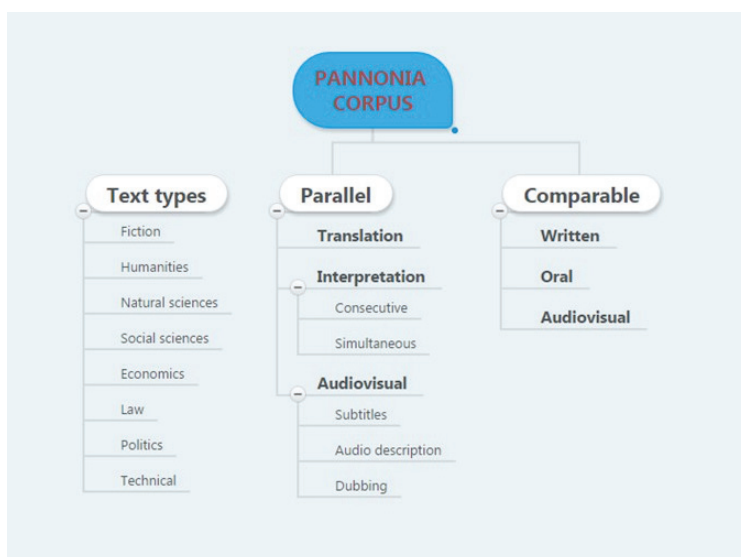 PANNONIA
CORPUS
Text types
Fiction
Humanities
Natural sciences
Social sciences
Economics
Law
Politics
Technical
Parallel
Translation
Interpretation
Consecutive
Simultaneous
Audiovisual
Subtitles
Audio description
Dubbing
Comparable
Written
Oral
Audiovisual